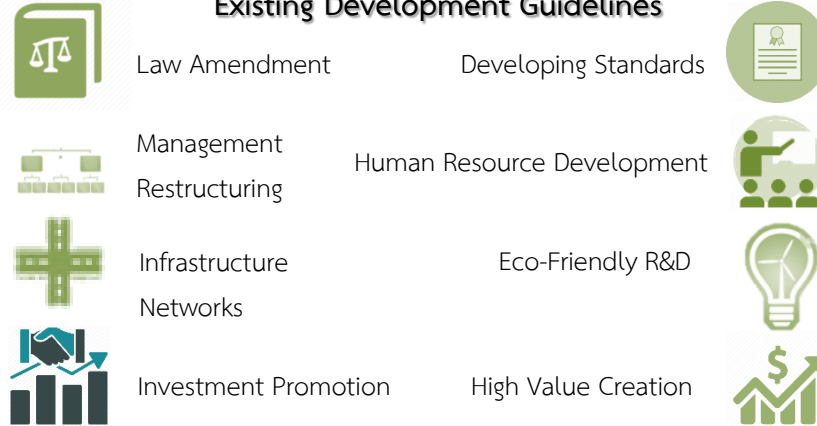 Existing Development Guidelines
Law Amendment
Developing Standards
Management
Restructuring
Human Resource Development
Infrastructure
Networks
Eco-Friendly R&D
Investment Promotion
High Value Creation